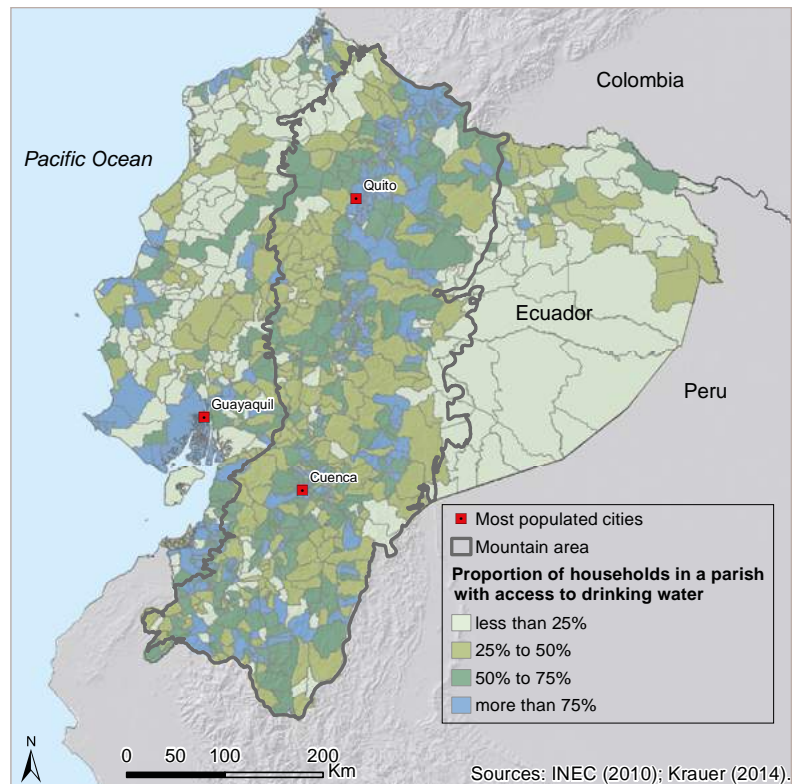 Colombia
Pacific Ocean
Quito
Ecuador
Peru
Guayaquil
Cuenca
Most populated cities
Mountain area
Proportion of households in a parish
with access to drinking water
less than 25%
25% to 50%
50% to 75%
more than 75%
N
0 50 100 200
Km
Sources: INEC (2010); Krauer (2014).